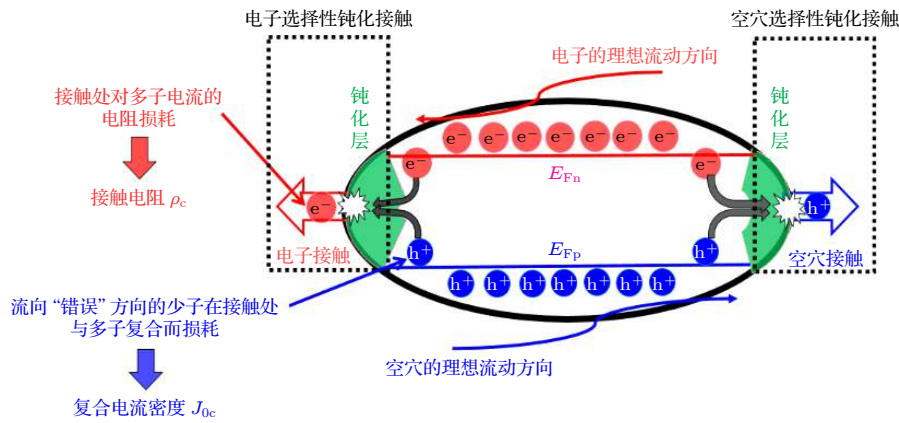 电子选择性钝化接触
空穴选择性钝化接触
电子的理想流动方向
接触处对多子电流的
电阻损耗
接触电阻 ρc
钝化层
钝化层
e⁻ e⁻ e⁻ e⁻ e⁻ e⁻ e⁻
e⁻
e⁻
EFn
e⁻
h⁺
电子接触
h⁺
EFp
h⁺
空穴接触
h⁺ h⁺ h⁺ h⁺ h⁺ h⁺ h⁺
流向“错误”方向的少子在接触处
与多子复合而损耗
空穴的理想流动方向
复合电流密度 J0c